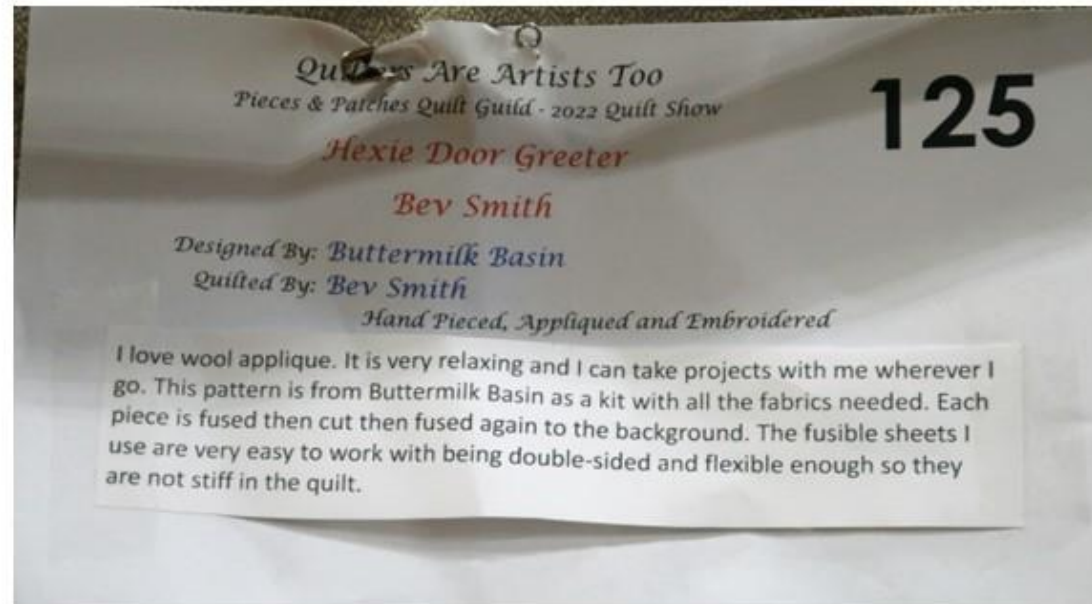 Quilters Are Artists Too
Pieces & Patches Quilt Guild - 2022 Quilt Show
125
Hexie Door Greeter
Bev Smith
Designed By: Buttermilk Basin
Quilted By: Bev Smith
Hand Pieced, Appliqued and Embroidered
I love wool applique. It is very relaxing and I can take projects with me wherever I
go. This pattern is from Buttermilk Basin as a kit with all the fabrics needed. Each
piece is fused then cut then fused again to the background. The fusible sheets I
use are very easy to work with being double-sided and flexible enough so they
are not stiff in the quilt.